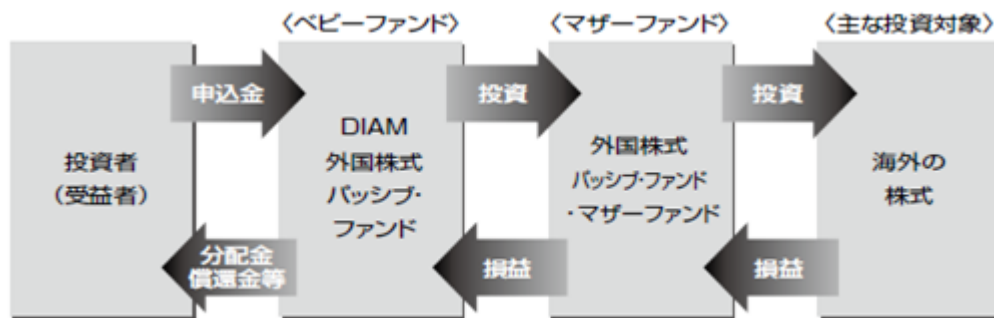 〈ベビーファンド〉
〈マザーファンド〉
〈主な投資対象〉
申込金
投資
投資
投資者
（受益者）
DIAM
外国株式
パッシブ・
ファンド
外国株式
パッシブ・ファンド
・マザーファンド
海外の
株式
分配金
償還金等
損益
損益